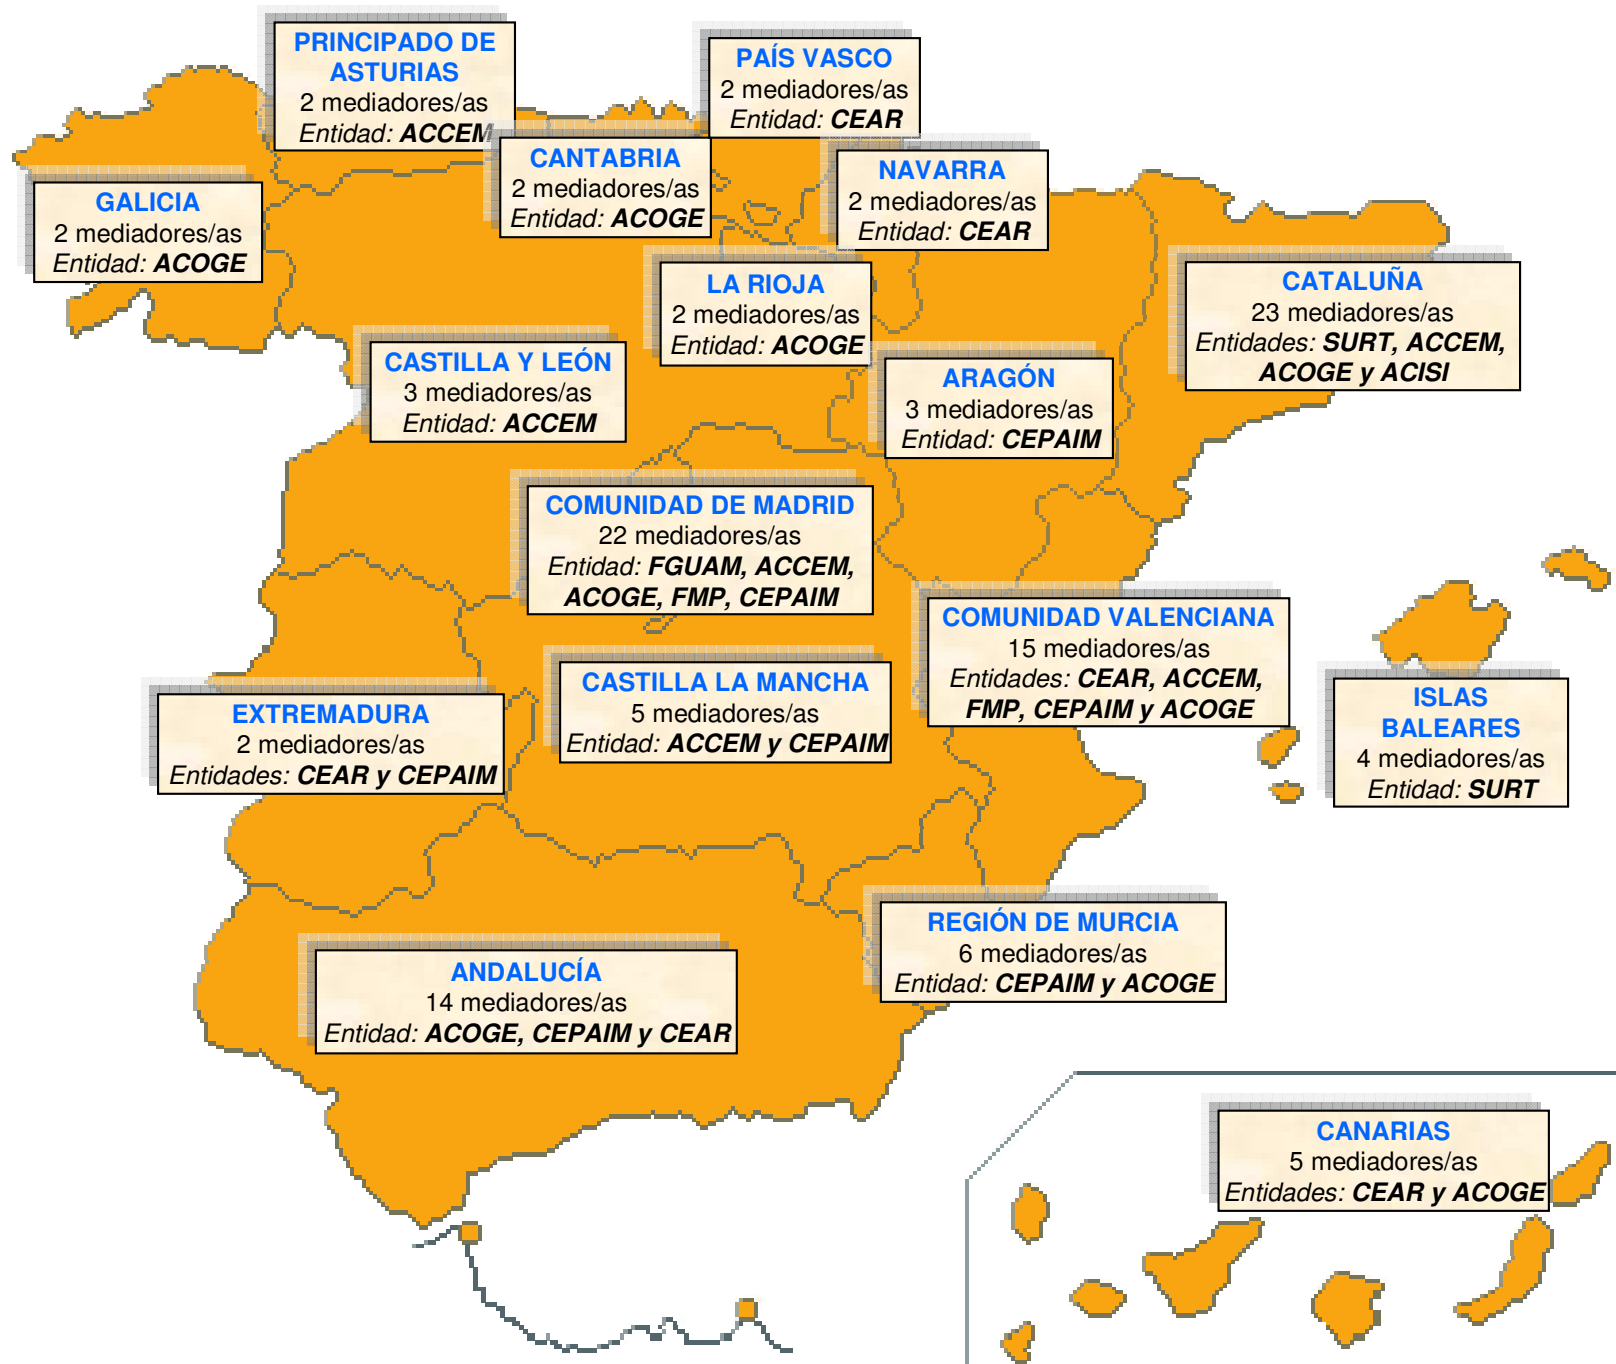 PRINCIPADO DE
ASTURIAS
2 mediadores/as
Entidad: ACCEM
PAÍS VASCO
2 mediadores/as
Entidad: CEAR
CANTABRIA
2 mediadores/as
Entidad: ACOGE
NAVARRA
2 mediadores/as
Entidad: CEAR
GALICIA
2 mediadores/as
Entidad: ACOGE
LA RIOJA
2 mediadores/as
Entidad: ACOGE
CATALUÑA
23 mediadores/as
Entidades: SURT, ACCEM,
ACOGE y ACISI
CASTILLA Y LEÓN
3 mediadores/as
Entidad: ACCEM
ARAGÓN
3 mediadores/as
Entidad: CEPAIM
COMUNIDAD DE MADRID
22 mediadores/as
Entidad: FGUAM, ACCEM,
ACOGE, FMP, CEPAIM
COMUNIDAD VALENCIANA
15 mediadores/as
Entidades: CEAR, ACCEM,
FMP, CEPAIM y ACOGE
CASTILLA LA MANCHA
5 mediadores/as
Entidad: ACCEM y CEPAIM
ISLAS
BALEARES
4 mediadores/as
Entidad: SURT
EXTREMADURA
2 mediadores/as
Entidades: CEAR y CEPAIM
REGIÓN DE MURCIA
6 mediadores/as
Entidad: CEPAIM y ACOGE
ANDALUCÍA
14 mediadores/as
Entidad: ACOGE, CEPAIM y CEAR
CANARIAS
5 mediadores/as
Entidades: CEAR y ACOGE